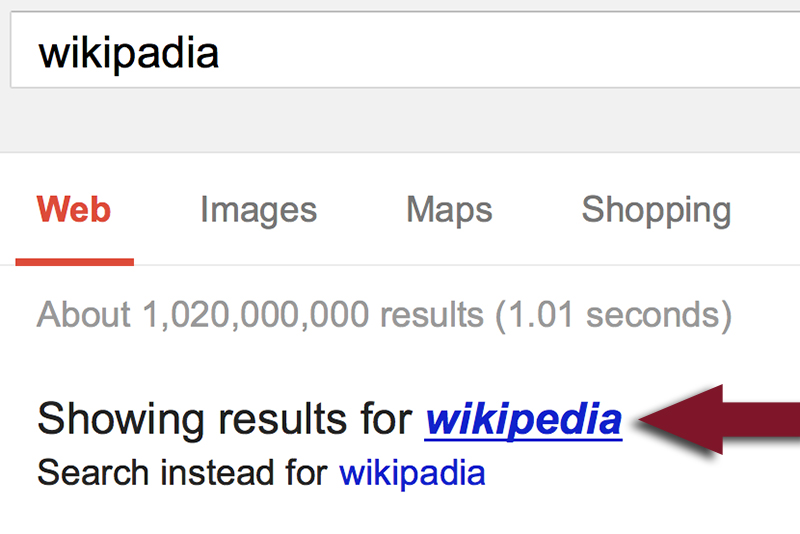 wikipadia
Web Images Maps Shopping
About 1,020,000,000 results (1.01 seconds)
Showing results for wikipedia
Search instead for wikipadia